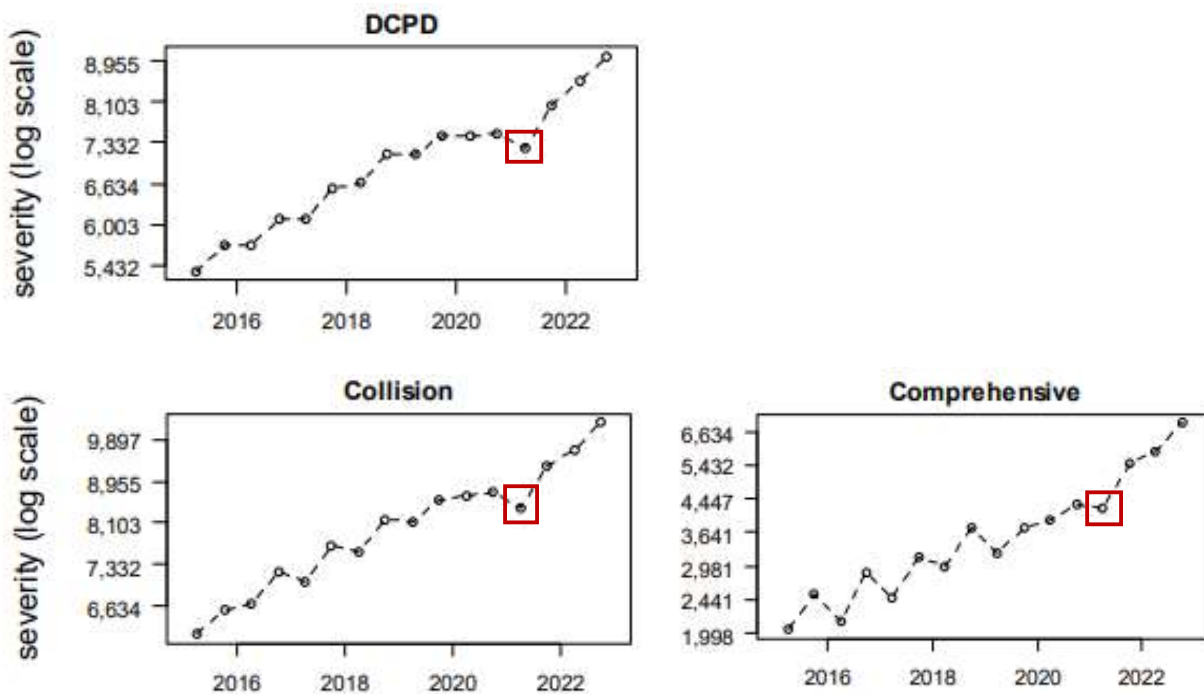 DCPD
severity (log scale)
8,955
8,103
7,332
6,634
6,003
5,432
2016 2018 2020 2022
Collision
severity (log scale)
9,897
8,955
8,103
7,332
6,634
2016 2018 2020 2022
Comprehensive
6,634
5,432
4,447
3,641
2,981
2,441
1,998
2016 2018 2020 2022